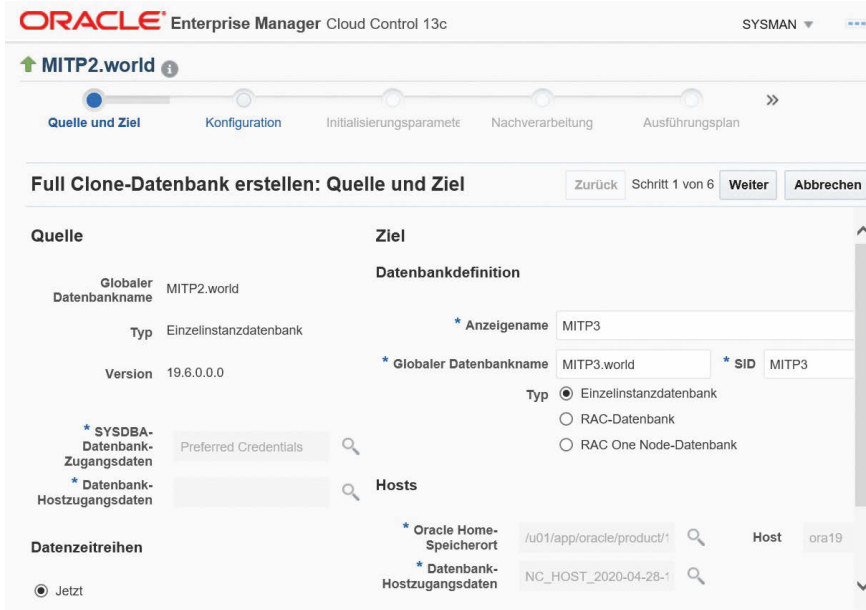 ORACLE® Enterprise Manager Cloud Control 13c
SYSMAN
MITP2.world
Quelle und Ziel
Konfiguration
Initialisierungsparamete
Nachverarbeitung
Ausführungsplan
Full Clone-Datenbank erstellen: Quelle und Ziel
Zurück Schritt 1 von 6 Weiter Abbrechen
Quelle
Globaler
Datenbankname
MITP2.world
Typ Einzelinstanzdatenbank
Version 19.6.0.0.0
* SYSDBA-
Datenbank-
Zugangsdaten
Preferred Credentials
* Datenbank-
Hostzugangsdaten
Datenzeitreihen
Jetzt
Ziel
Datenbankdefinition
* Anzeigename MITP3
* Globaler Datenbankname MITP3.world * SID MITP3
Typ Einzelinstanzdatenbank
RAC-Datenbank
RAC One Node-Datenbank
Hosts
* Oracle Home-
Speicherort
/u01/app/oracle/product/1
Host ora19
* Datenbank-
Hostzugangsdaten
NC_HOST_2020-04-28-1